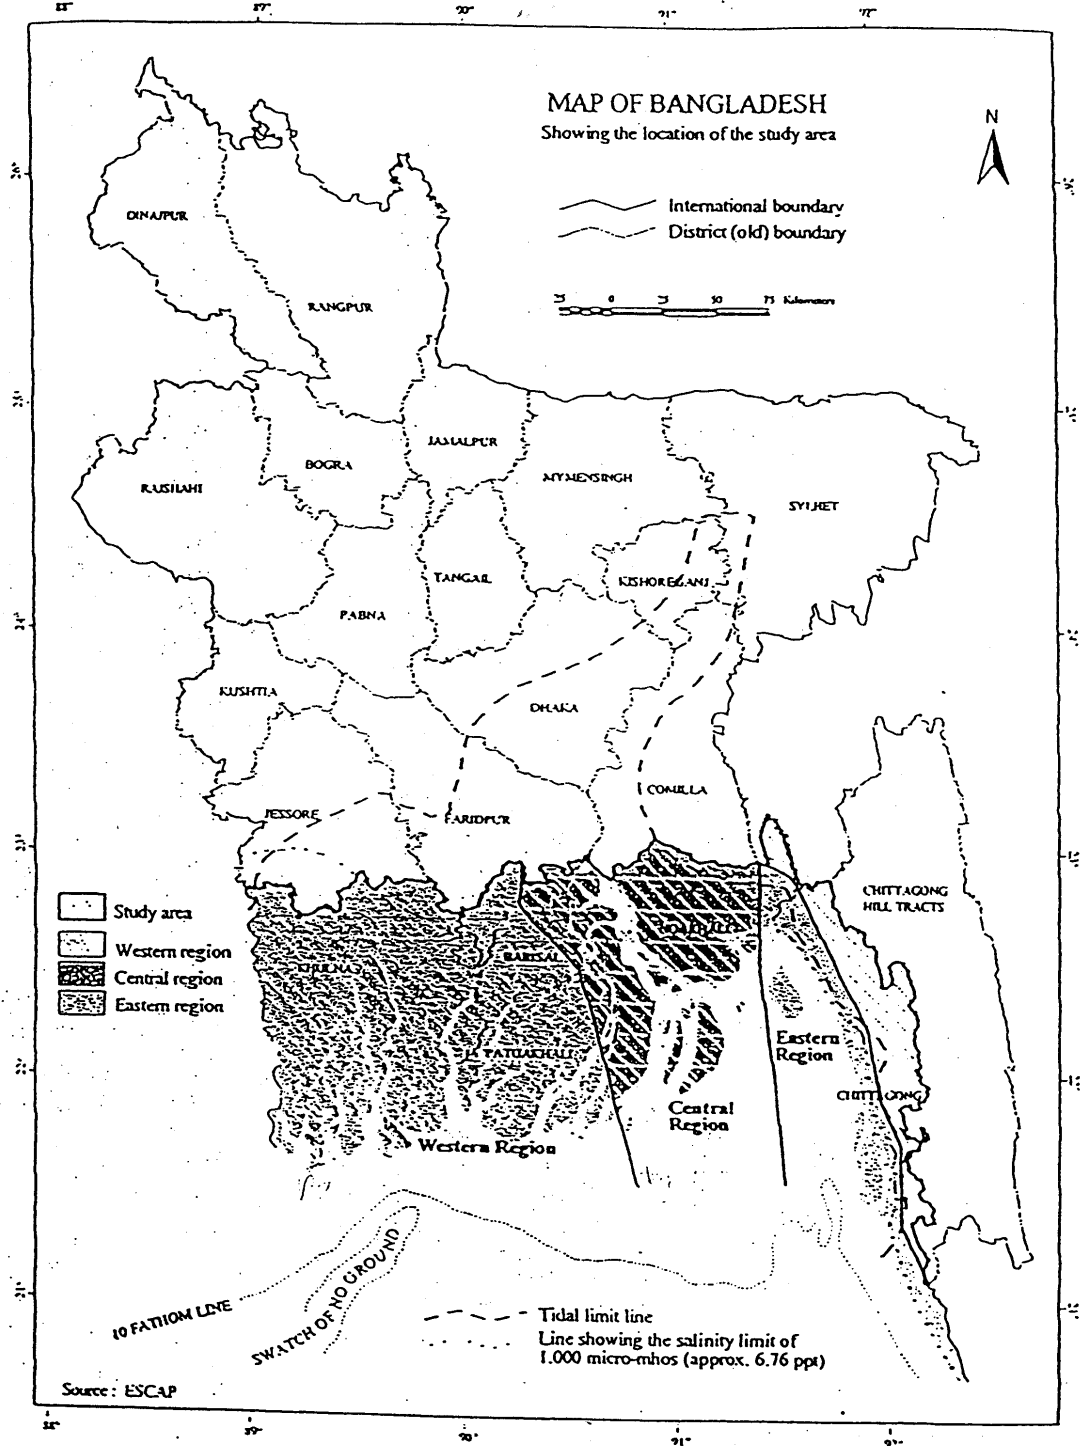 MAP OF BANGLADESH
Showing the location of the study area
N
International boundary
District (old) boundary
0
50
75 Kilometers
DINAJPUR
RANGPUR
JAMALPUR
BOGRA
MYMENSINGH
RAJSHAHI
SYLHET
TANGAIL
KISHOREGANJ
PABNA
KUSHTIA
DHAKA
COMILLA
JESSORE
FARIDPUR
CHITTAGONG
HILL TRACTS
Study area
Western region
Central region
Eastern region
KHULNA
BARISAL
NOAKHALI
PATUAKHALI
Eastern
Region
CHITTAGONG
Central
Region
Western Region
10 FATHOM LINE
SWATCH OF NO GROUND
Tidal limit line
Line showing the salinity limit of
1.000 micro-mhos (approx. 6.76 ppt)
Source : ESCAP